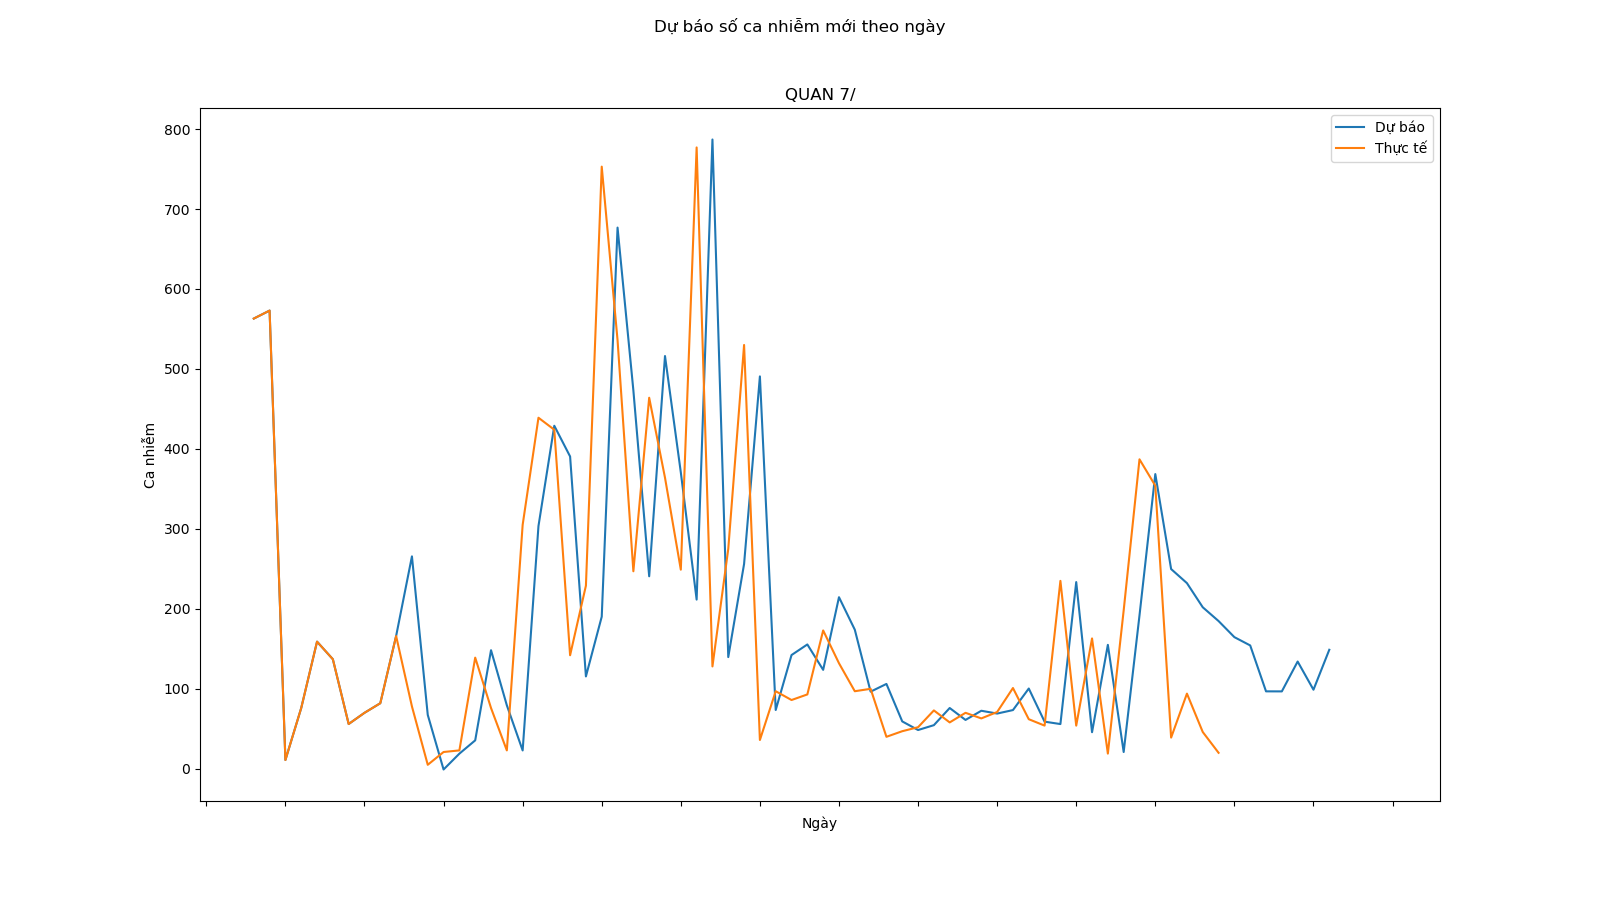 Dự báo số ca nhiễm mới theo ngày
QUAN 7/
800
700
600
500
400
300
200
100
0
Ca nhiễm
Ngày
Dự báo
Thực tế